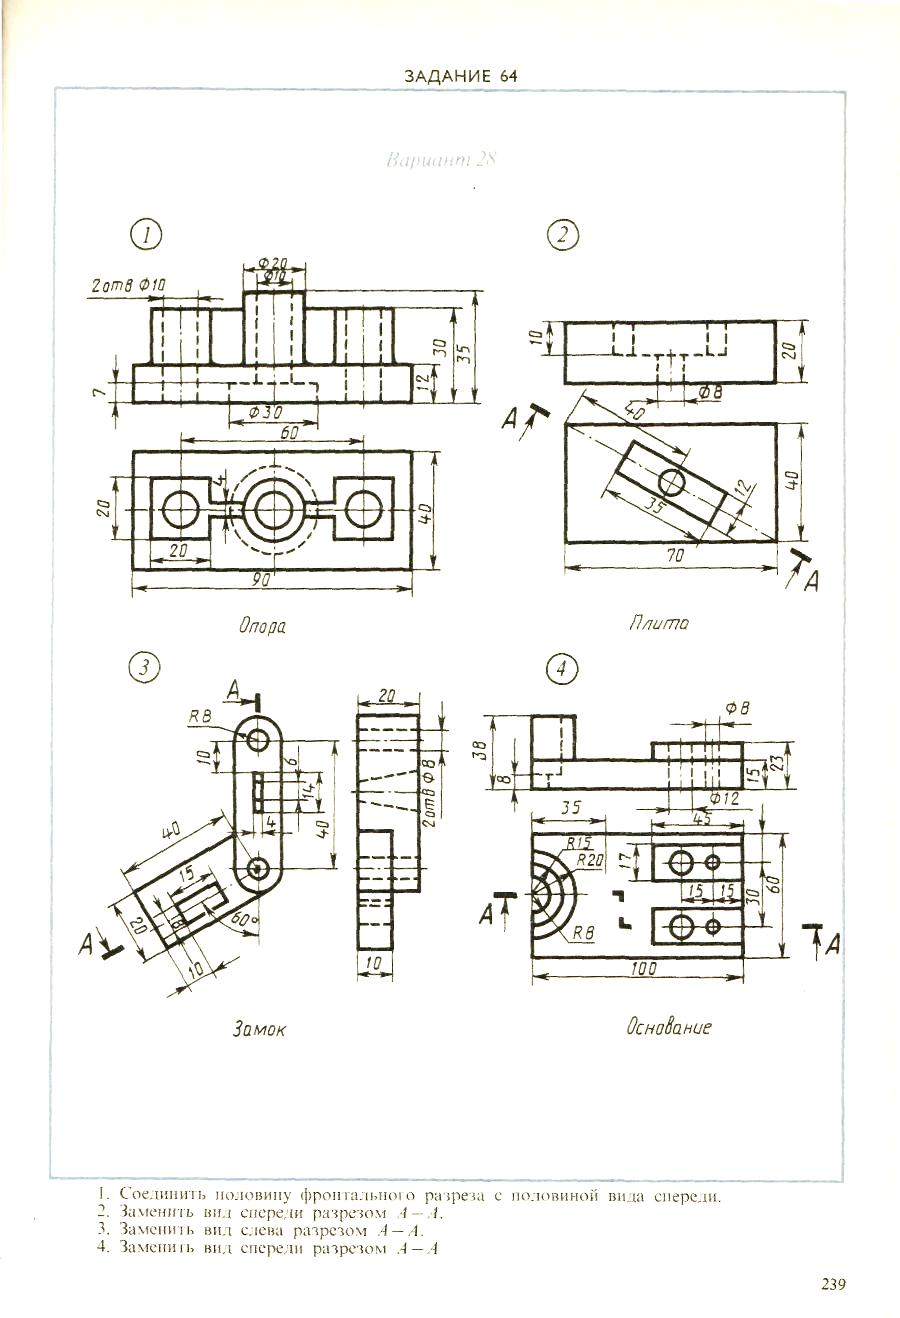 ЗАДАНИЕ 64
Вариант 28
1
2
Ф20
Ф10
2отв Ф10
7
12
30
35
Ф30
60
20
4
40
20
90
Опора
10
20
Ф8
А
40
35
12
40
70
А
Плита
3
4
А
R8
10
6
14
4
40
40
15
20
8
60°
10
А
20
2отв Ф8
10
Замок
Ф8
38
8
15
23
Ф12
35
45
R15
R20
17
15
15
30
60
R8
А
А
100
Основание
1. Соединить половину фронтального разреза с половиной вида спереди.
2. Заменить вид спереди разрезом А—А.
3. Заменить вид слева разрезом А—А.
4. Заменить вид спереди разрезом А—А
239